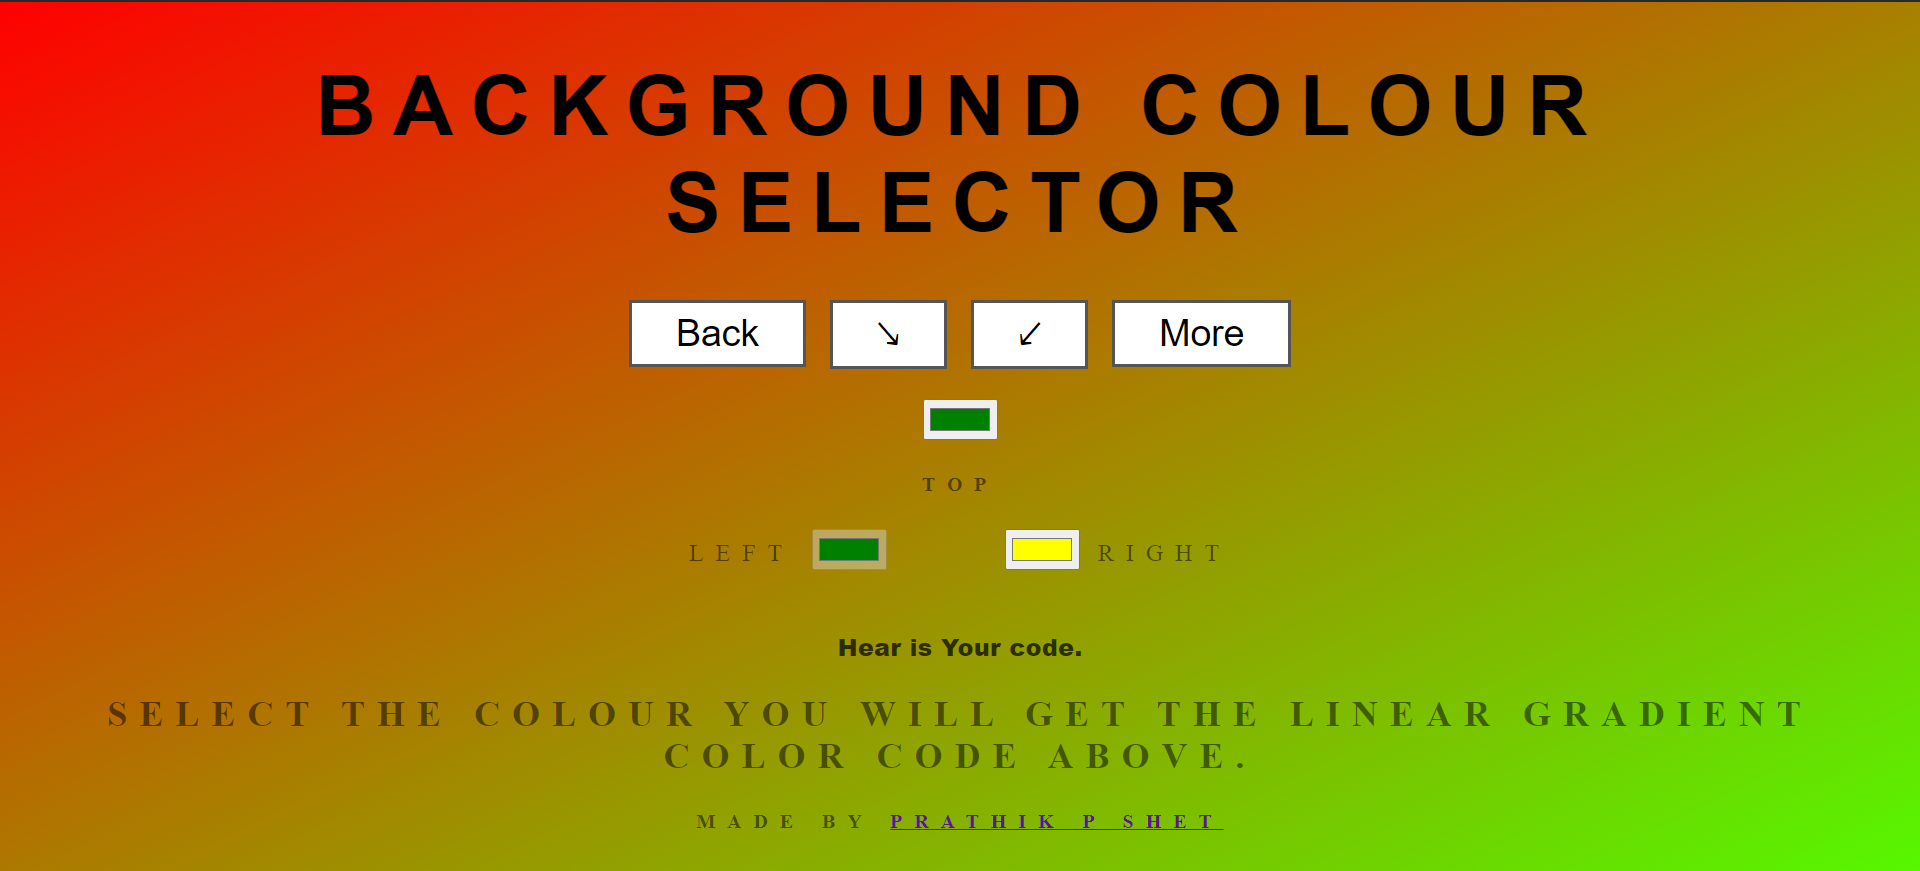 BACKGROUND COLOUR
SELECTOR
Back ↘ ↙ More
TOP
LEFT RIGHT
Hear is Your code.
SELECT THE COLOUR YOU WILL GET THE LINEAR GRADIENT
COLOR CODE ABOVE.
MADE BY PRATHIK P SHET